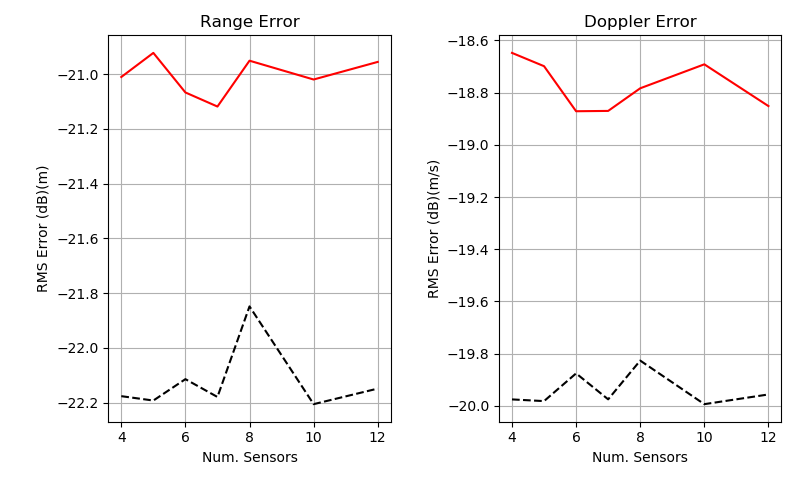 Range Error
RMS Error (dB)(m)
−21.0
−21.2
−21.4
−21.6
−21.8
−22.0
−22.2
4 6 8 10 12
Num. Sensors
Doppler Error
RMS Error (dB)(m/s)
−18.6
−18.8
−19.0
−19.2
−19.4
−19.6
−19.8
−20.0
4 6 8 10 12
Num. Sensors